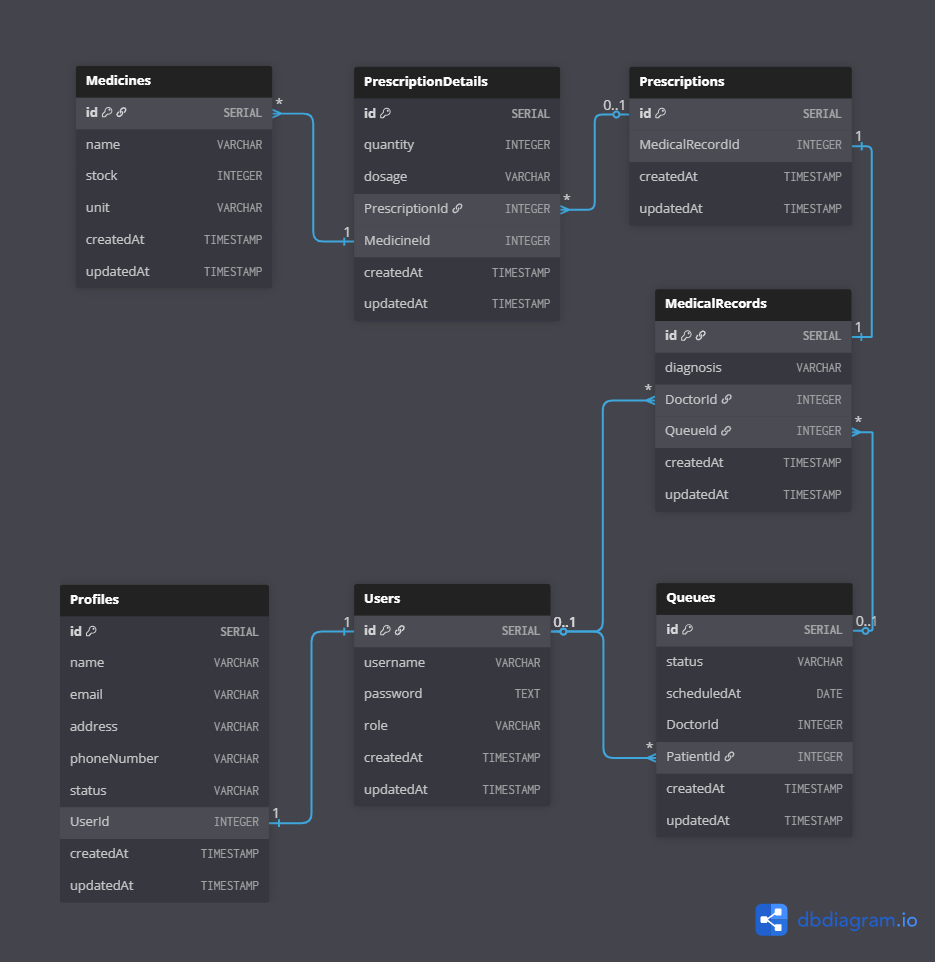 Medicines
id SERIAL
name VARCHAR
stock INTEGER
unit VARCHAR
createdAt TIMESTAMP
updatedAt TIMESTAMP
*
1
PrescriptionDetails
id SERIAL
quantity INTEGER
dosage VARCHAR
PrescriptionId INTEGER
MedicineId INTEGER
createdAt TIMESTAMP
updatedAt TIMESTAMP
*
0..1
Prescriptions
id SERIAL
MedicalRecordId INTEGER
createdAt TIMESTAMP
updatedAt TIMESTAMP
1
MedicalRecords
id SERIAL
diagnosis VARCHAR
DoctorId INTEGER
QueueId INTEGER
createdAt TIMESTAMP
updatedAt TIMESTAMP
1
*
*
Profiles
id SERIAL
name VARCHAR
email VARCHAR
address VARCHAR
phoneNumber VARCHAR
status VARCHAR
UserId INTEGER
createdAt TIMESTAMP
updatedAt TIMESTAMP
1
1
Users
id SERIAL
username VARCHAR
password TEXT
role VARCHAR
createdAt TIMESTAMP
updatedAt TIMESTAMP
0..1
*
Queues
id SERIAL
status VARCHAR
scheduledAt DATE
DoctorId INTEGER
PatientId INTEGER
createdAt TIMESTAMP
updatedAt TIMESTAMP
0..1
dbdiagram.io